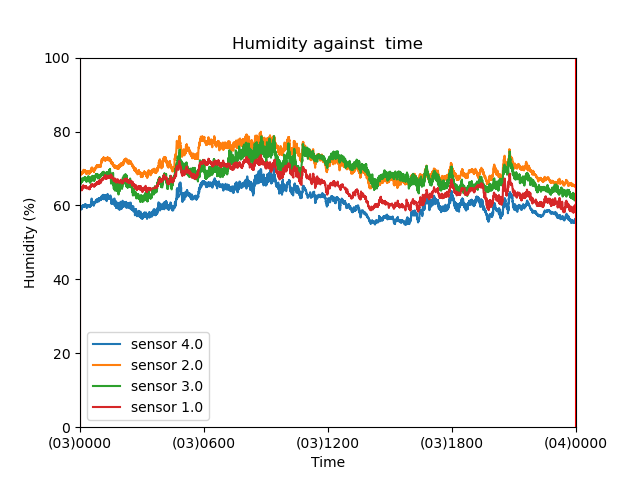 Humidity against  time
Humidity (%)
100
80
60
40
20
0
sensor 4.0
sensor 2.0
sensor 3.0
sensor 1.0
(03)0000 (03)0600 (03)1200 (03)1800 (04)0000
Time